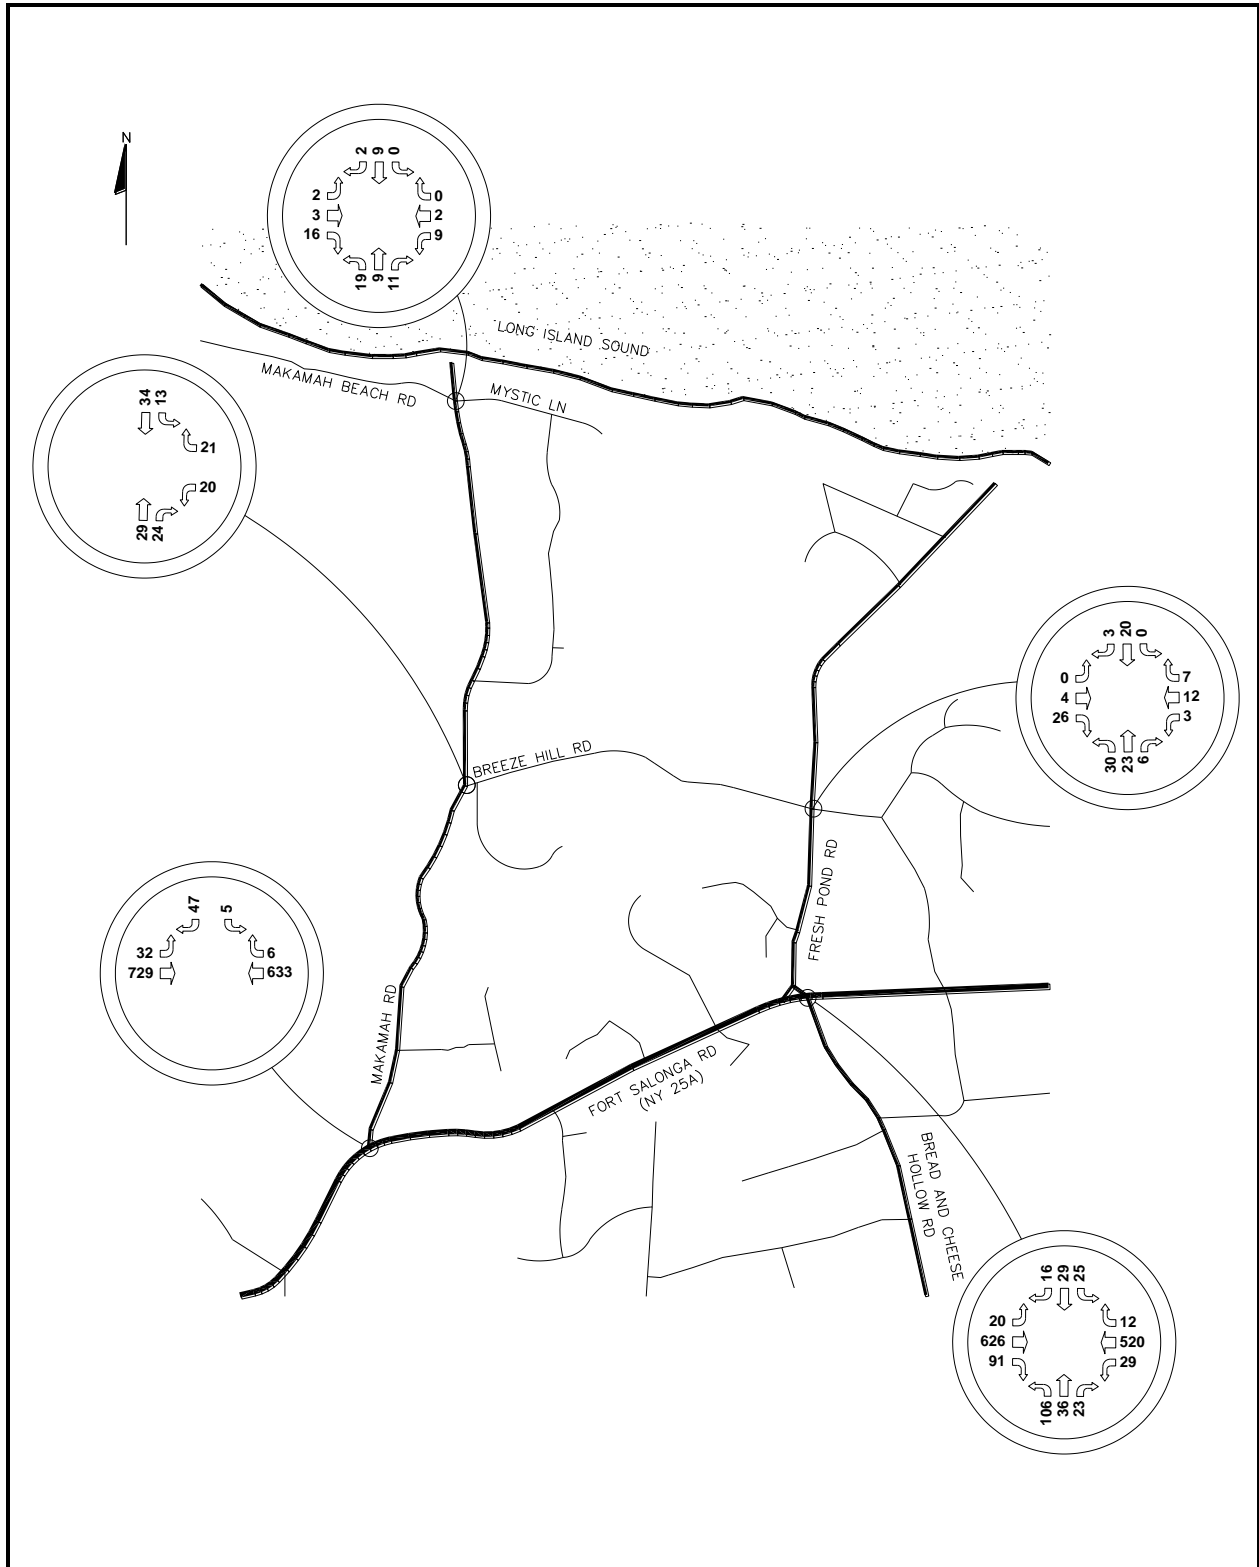 N
2 9 0
2 0
3 2
16 9
19 9 11
LONG ISLAND SOUND
MAKAMAH BEACH RD
MYSTIC LN
34 13
21
20
29 24
3 20 0
0 7
4 12
26 3
30 23 6
BREEZE HILL RD
FRESH POND RD
47 5
32 6
729 633
MAKAMAH RD
FORT SALONGA RD
(NY 25A)
BREAD AND CHEESE
HOLLOW RD
16 29 25
20 12
626 520
91 29
106 36 23